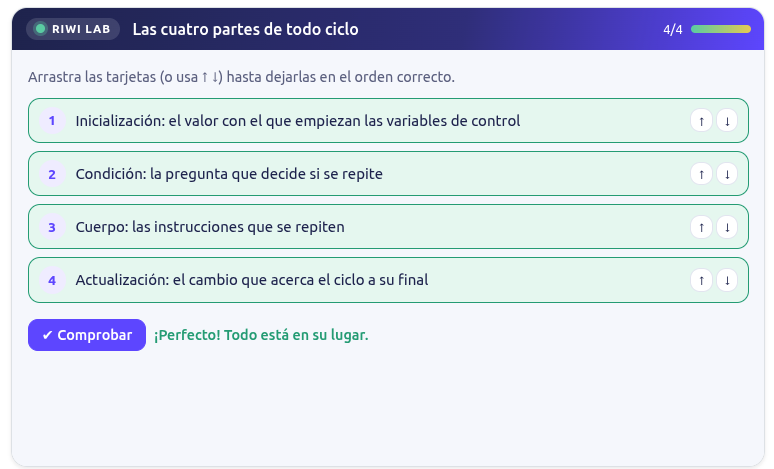 RIWI LAB Las cuatro partes de todo ciclo 4/4
Arrastra las tarjetas (o usa ↑ ↓) hasta dejarlas en el orden correcto.
1 Inicialización: el valor con el que empiezan las variables de control ↑ ↓
2 Condición: la pregunta que decide si se repite ↑ ↓
3 Cuerpo: las instrucciones que se repiten ↑ ↓
4 Actualización: el cambio que acerca el ciclo a su final ↑ ↓
✔ Comprobar ¡Perfecto! Todo está en su lugar.